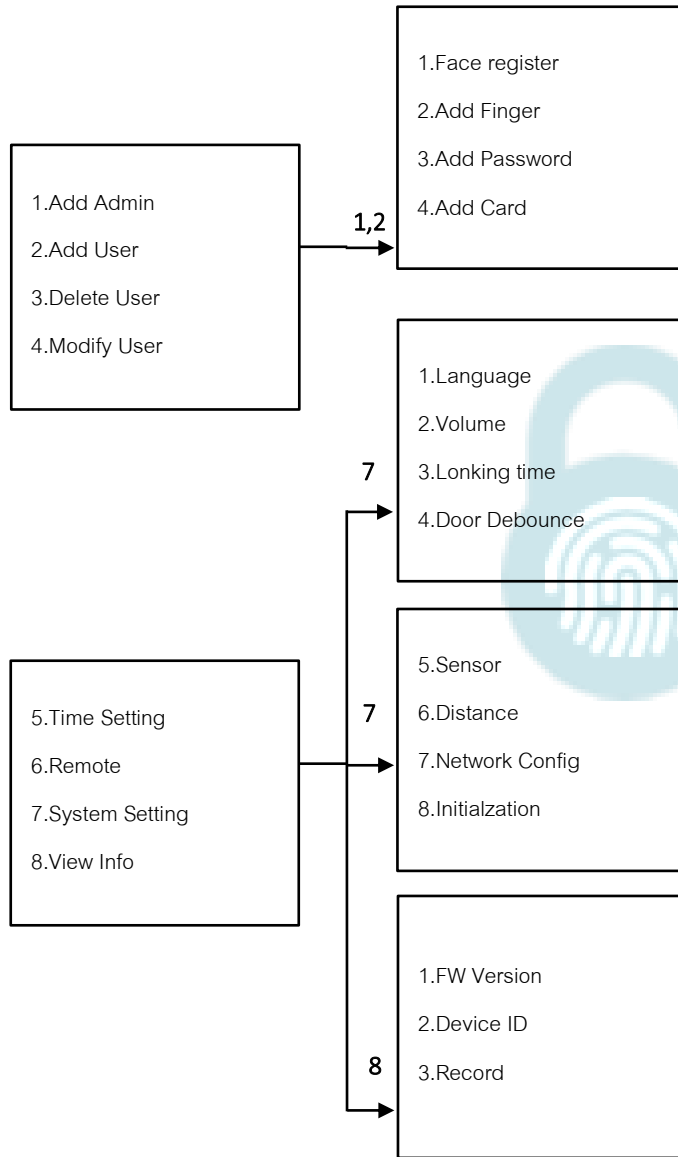 1.Face register
2.Add Finger
3.Add Password
4.Add Card
1.Add Admin
2.Add User
3.Delete User
4.Modify User
1,2
1.Language
2.Volume
3.Lonking time
4.Door Debounce
7
5.Sensor
6.Distance
7.Network Config
8.Initialzation
7
5.Time Setting
6.Remote
7.System Setting
8.View Info
1.FW Version
2.Device ID
3.Record
8